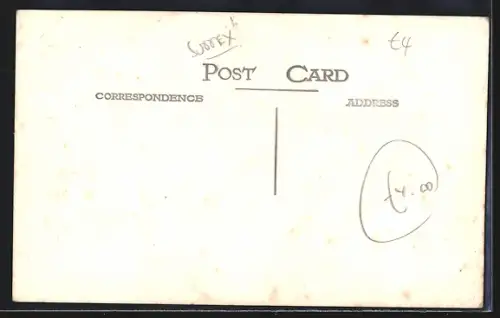 SUSSEX
£4
POST CARD
CORRESPONDENCE
ADDRESS
£4.00